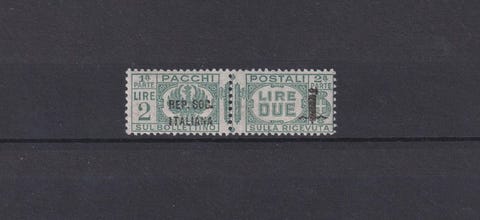 1ª PARTE PACCHI POSTALI 2ª PARTE
LIRE 2 REP. SOC. ITALIANA LIRE DUE
SUL BOLLETTINO SULLA RICEVUTA